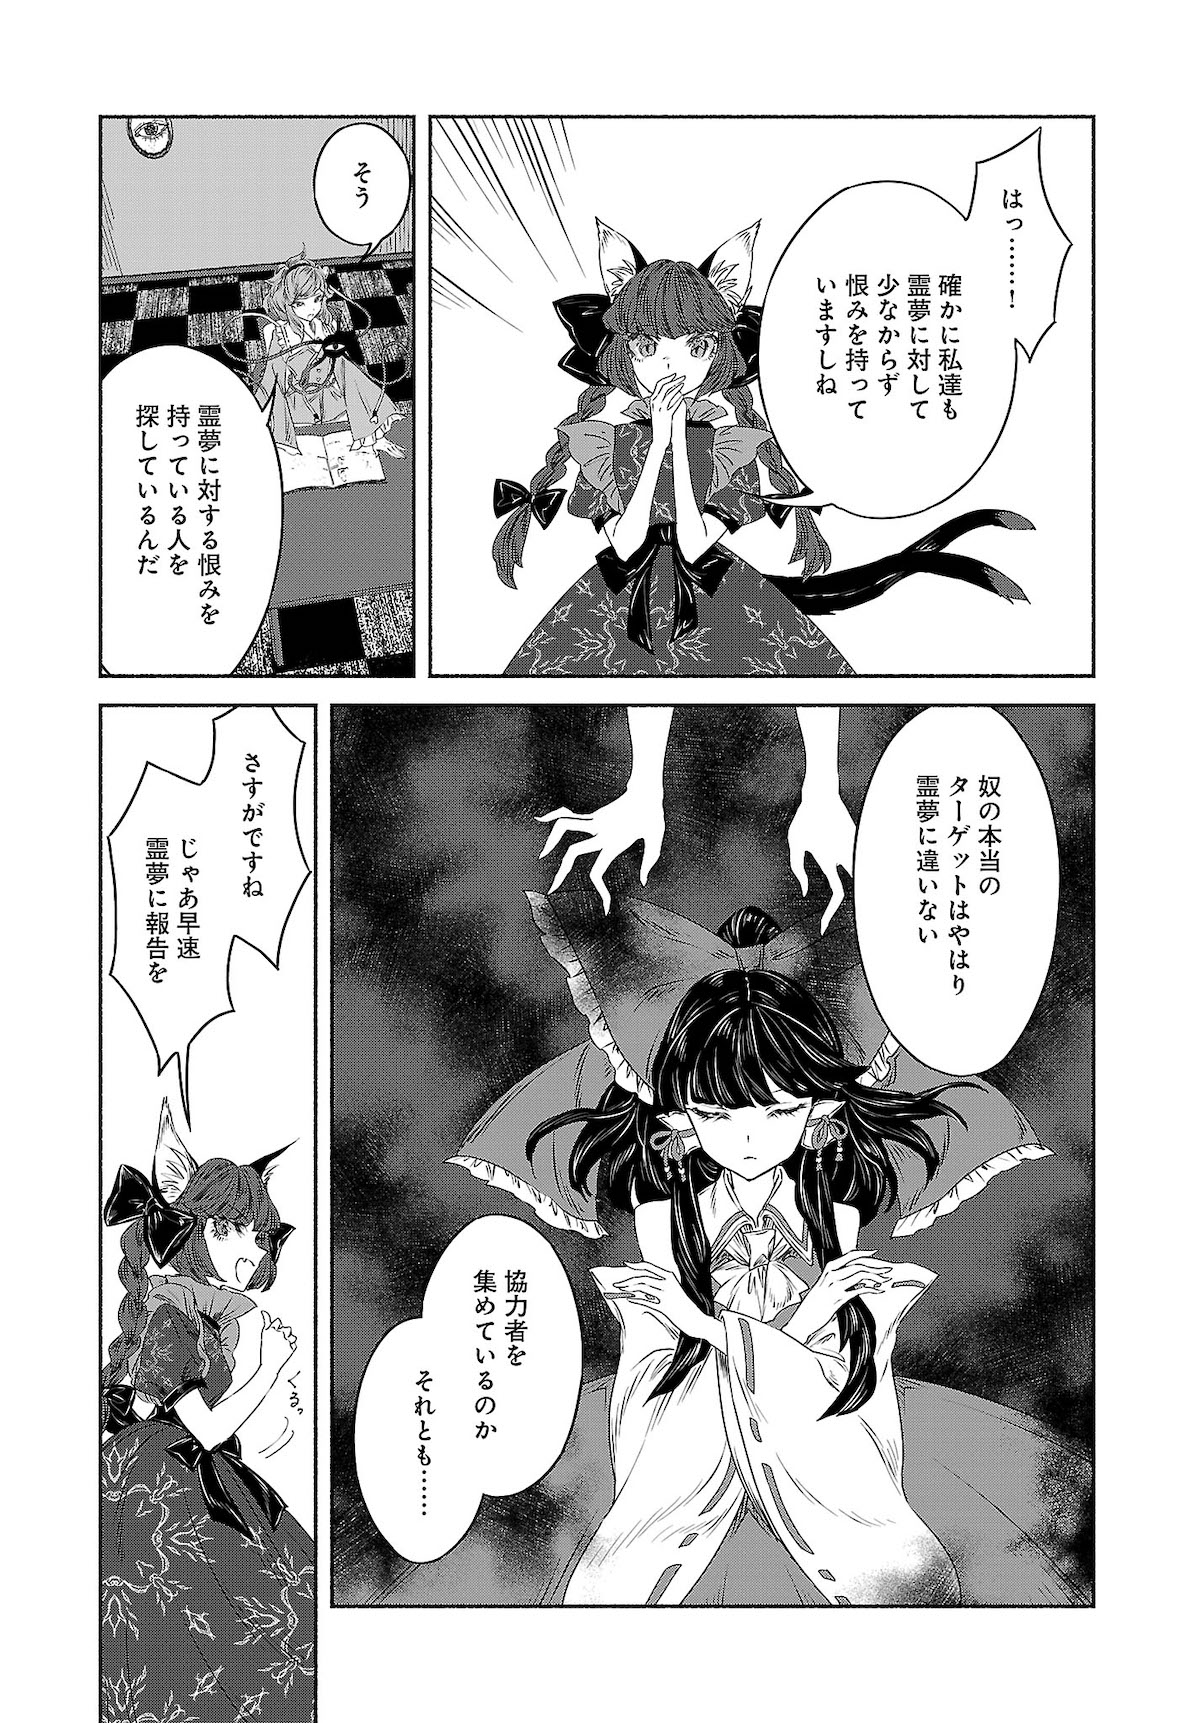 はっ……!
確かに私達も
霊夢に対して
少なからず
恨みを持って
いますしね
そう
霊夢に対する恨みを
持っている人を
探しているんだ
奴の本当の
ターゲットはやはり
霊夢に違いない
協力者を
集めているのか
それとも……
さすがですね
じゃあ早速
霊夢に報告を
くるっ